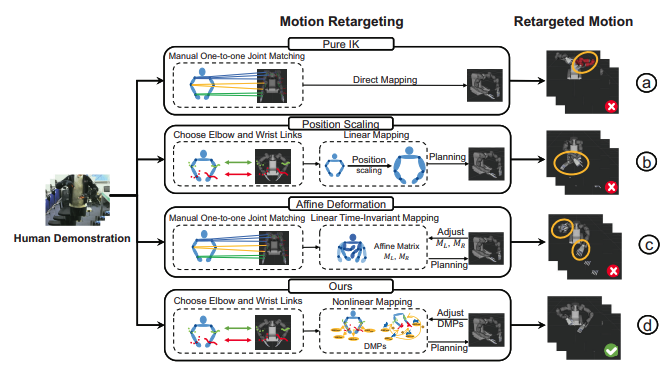 Motion Retargeting
Retargeted Motion
Pure IK
Manual One-to-one Joint Matching
Direct Mapping
a
Position Scaling
Choose Elbow and Wrist Links
Linear Mapping
Position
scaling
Planning
b
Human Demonstration
Affine Deformation
Manual One-to-one Joint Matching
Linear Time-Invariant Mapping
Affine Matrix
M_L, M_R
Adjust
M_L, M_R
Planning
c
Ours
Choose Elbow and Wrist Links
Nonlinear Mapping
DMPs
Adjust
DMPs
Planning
d